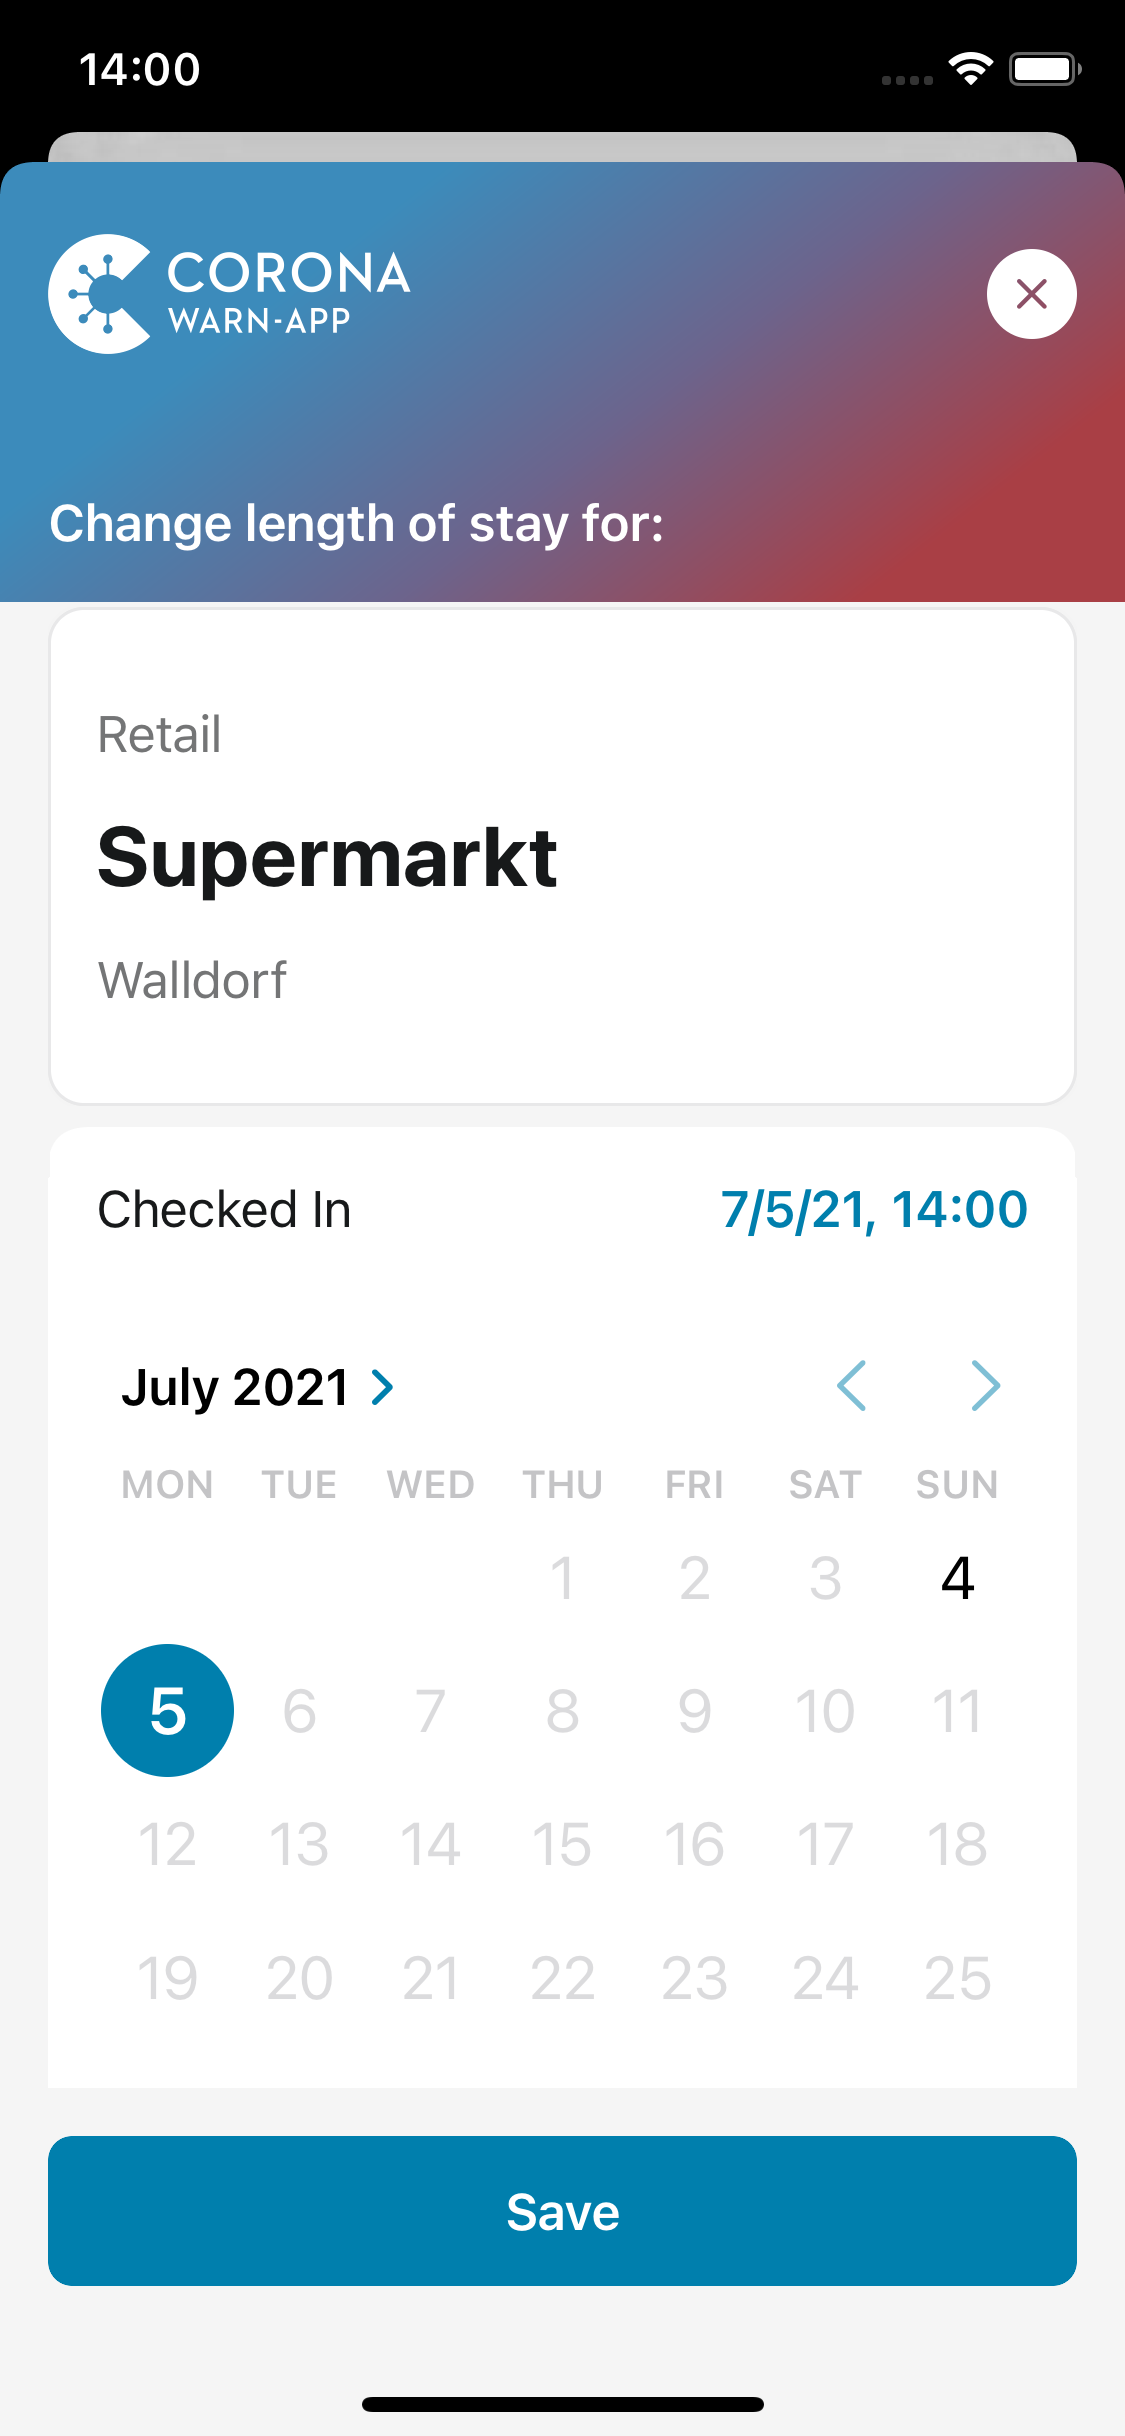 14:00
CORONA
WARN-APP
Change length of stay for:
Retail
Supermarkt
Walldorf
Checked In 7/5/21, 14:00
July 2021
MON TUE WED THU FRI SAT SUN
1 2 3 4
5 6 7 8 9 10 11
12 13 14 15 16 17 18
19 20 21 22 23 24 25
Save